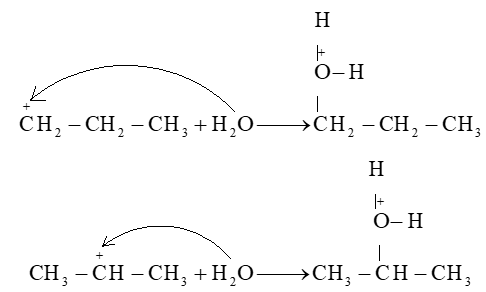 H
|+
O–H
|
+
CH₂ – CH₂ – CH₃ + H₂O ⟶ CH₂ – CH₂ – CH₃
H
|+
O–H
|
+
CH₃ – CH – CH₃ + H₂O ⟶ CH₃ – CH – CH₃